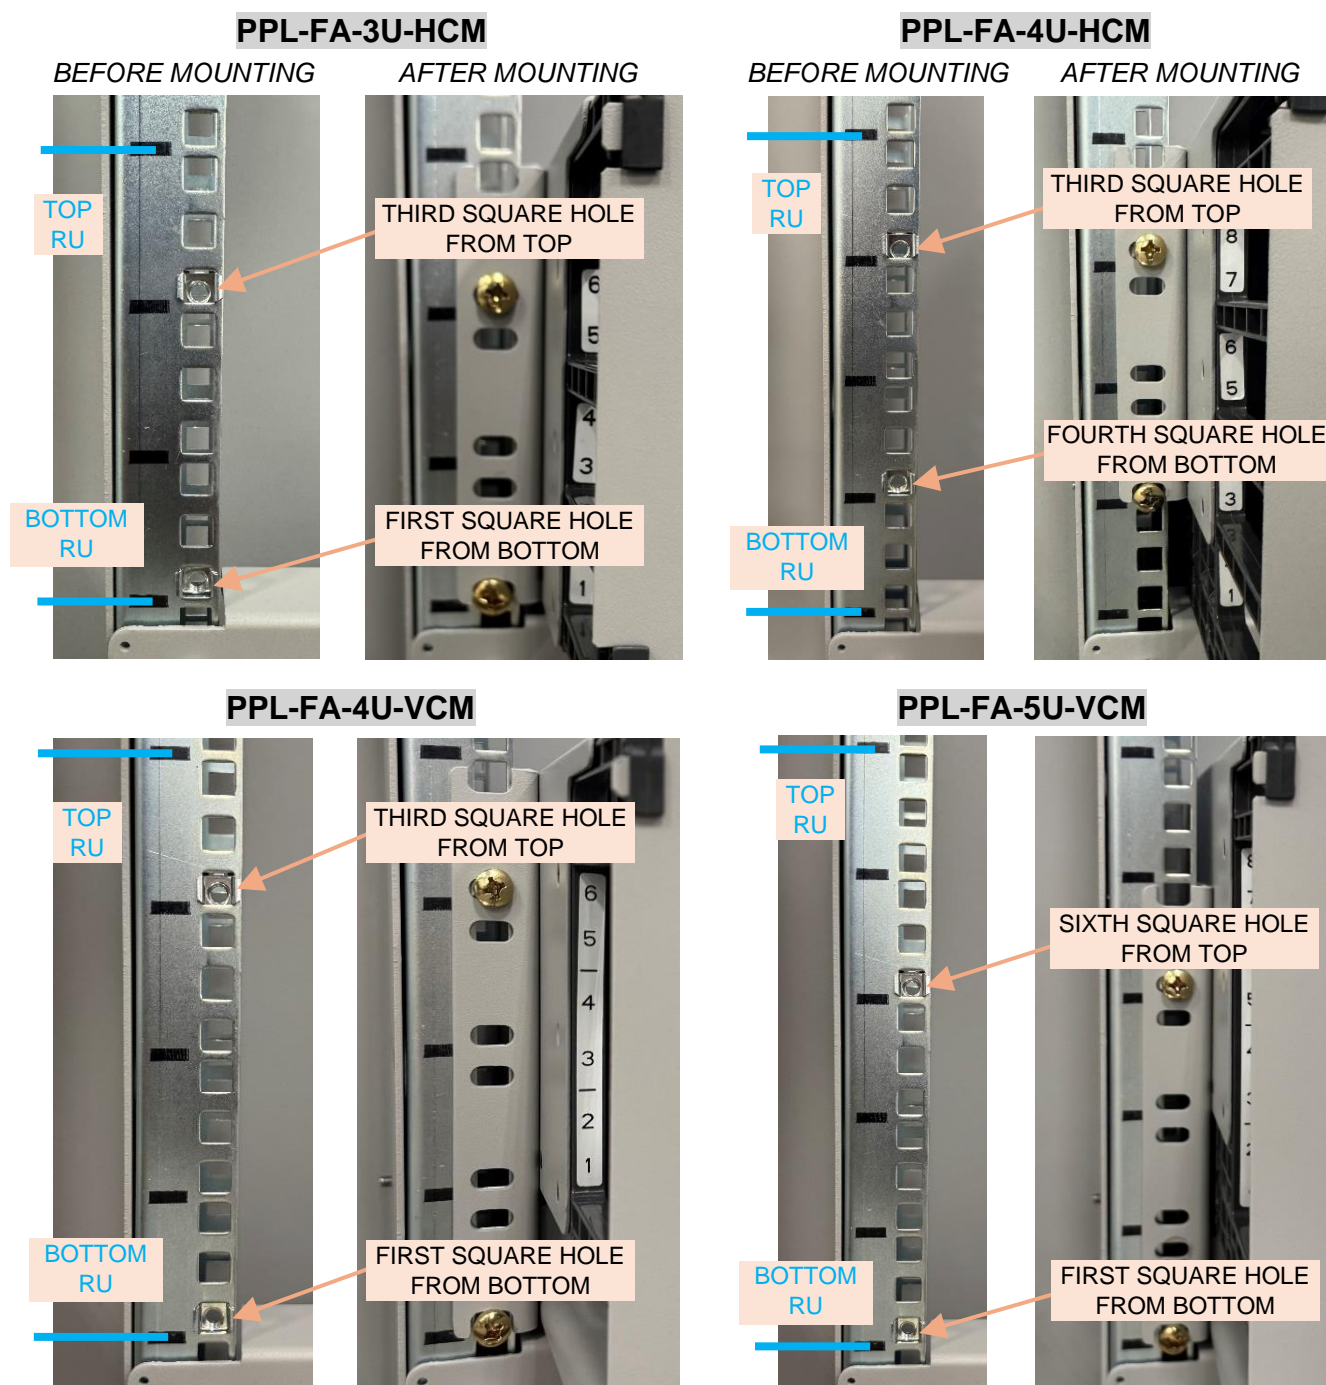 PPL-FA-3U-HCM
BEFORE MOUNTING
AFTER MOUNTING
TOP
RU
THIRD SQUARE HOLE
FROM TOP
6
5
4
3
BOTTOM
RU
FIRST SQUARE HOLE
FROM BOTTOM
1
PPL-FA-4U-HCM
BEFORE MOUNTING
AFTER MOUNTING
TOP
RU
THIRD SQUARE HOLE
FROM TOP
8
7
6
5
FOURTH SQUARE HOLE
FROM BOTTOM
3
BOTTOM
RU
1
PPL-FA-4U-VCM
TOP
RU
THIRD SQUARE HOLE
FROM TOP
6
5
4
3
2
1
BOTTOM
RU
FIRST SQUARE HOLE
FROM BOTTOM
PPL-FA-5U-VCM
TOP
RU
SIXTH SQUARE HOLE
FROM TOP
BOTTOM
RU
FIRST SQUARE HOLE
FROM BOTTOM